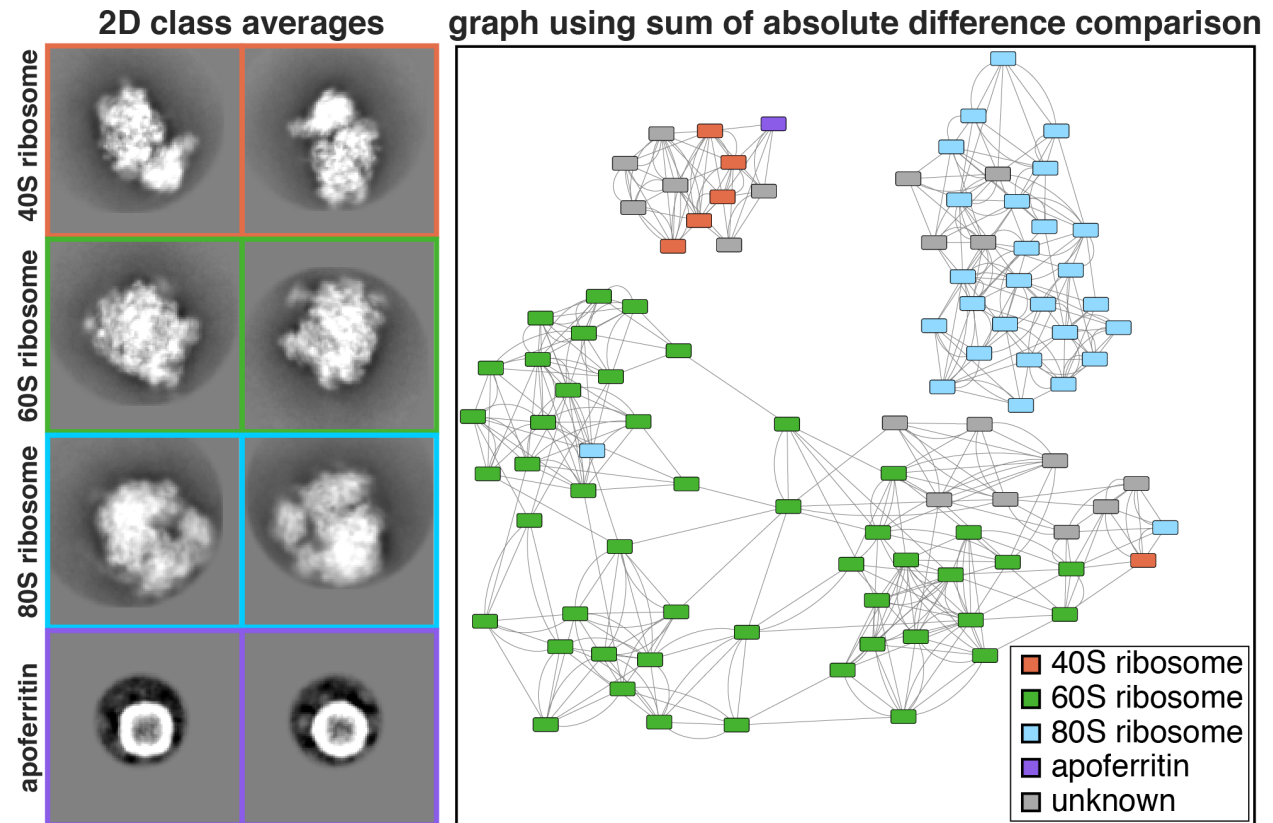 2D class averages
graph using sum of absolute difference comparison
40S ribosome
60S ribosome
80S ribosome
apoferritin
40S ribosome
60S ribosome
80S ribosome
apoferritin
unknown